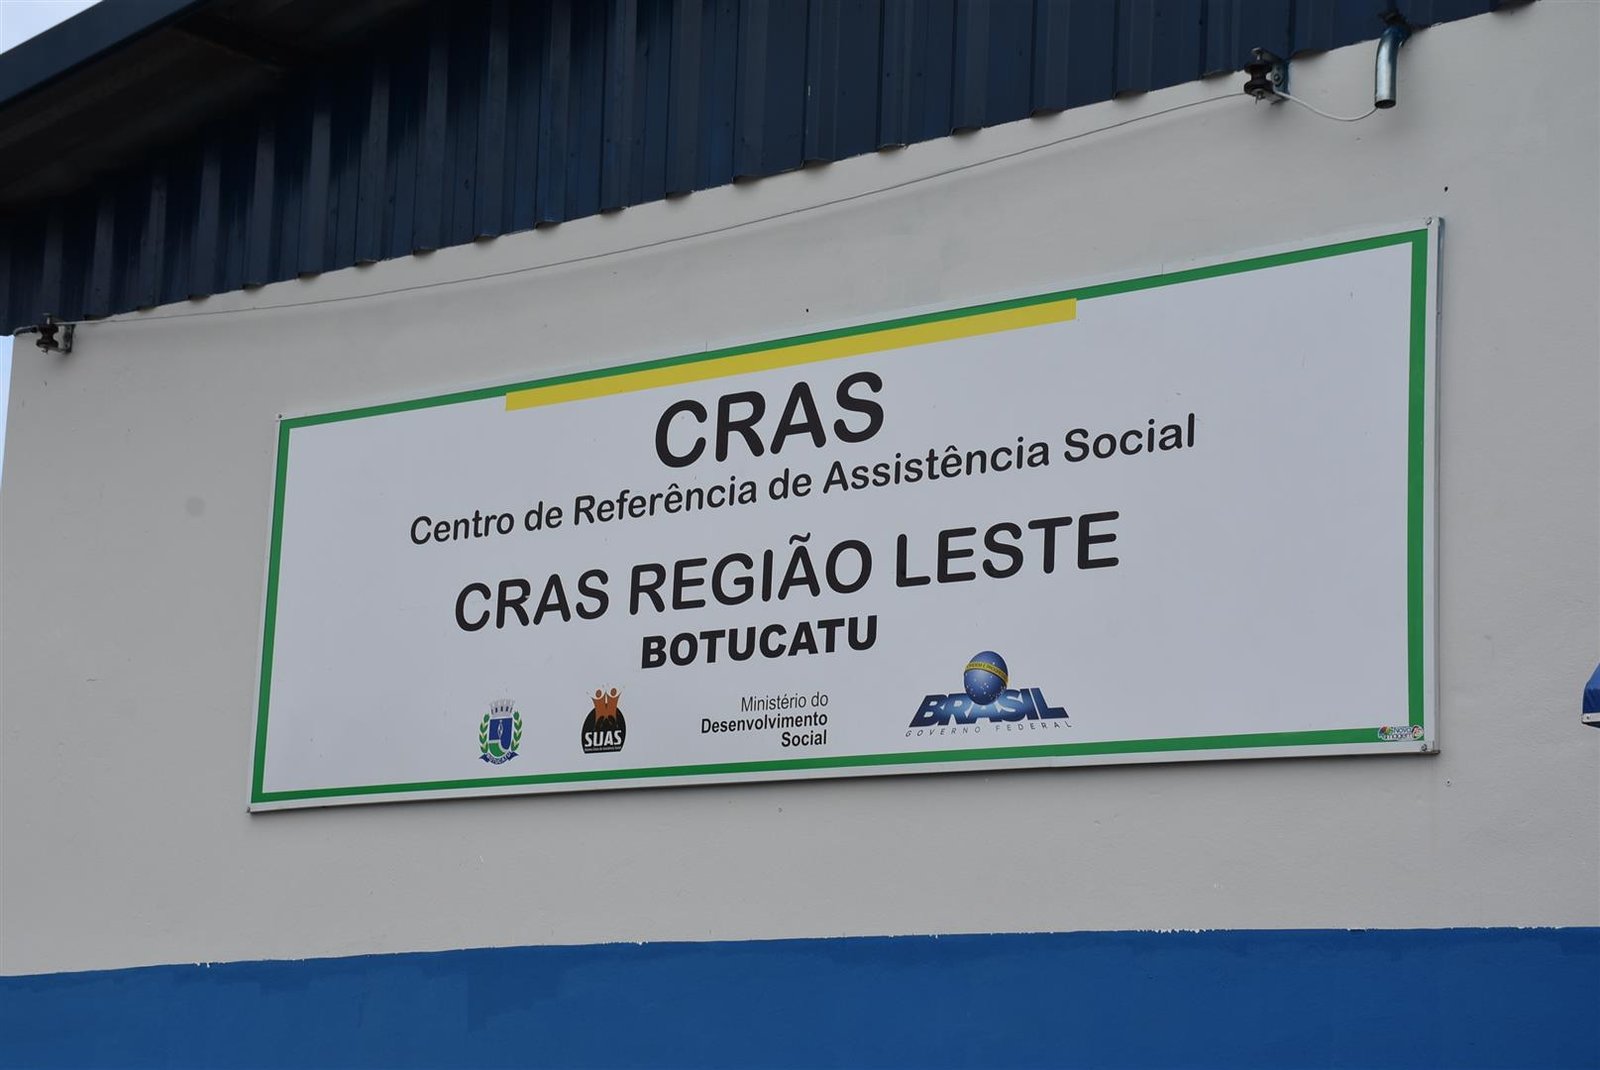 CRAS
Centro de Referência de Assistência Social
CRAS REGIÃO LESTE
BOTUCATU
SUAS
Ministério do
Desenvolvimento
Social
BRASIL
GOVERNO FEDERAL